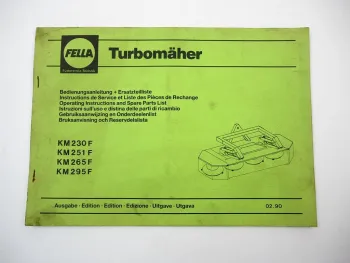 FELLA
Turbomäher
Bedienungsanleitung + Ersatzteilliste
Instructions de Service et Liste des Pièces de Rechange
Operating Instructions and Spare Parts List
Istruzioni sull'uso e distina delle parti di ricambio
Gebruiksaanwijzing en Onderdeelenlijst
Bruksanvisning och Reservdelslista
KM 230 F
KM 251 F
KM 265 F
KM 295 F
Ausgabe · Edition · Edition · Edizione · Uitgave · Utgava
02.90